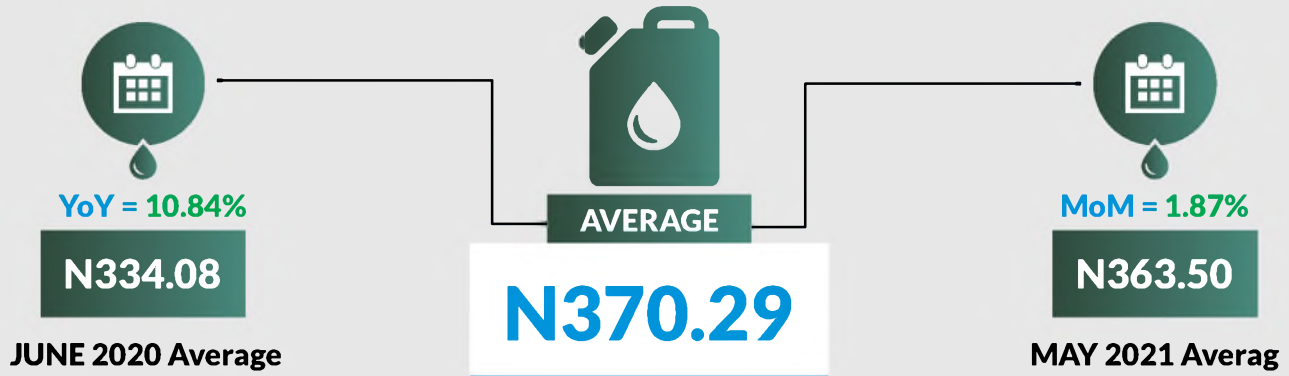 YoY = 10.84%
N334.08
JUNE 2020 Average
AVERAGE
N370.29
MoM = 1.87%
N363.50
MAY 2021 Averag